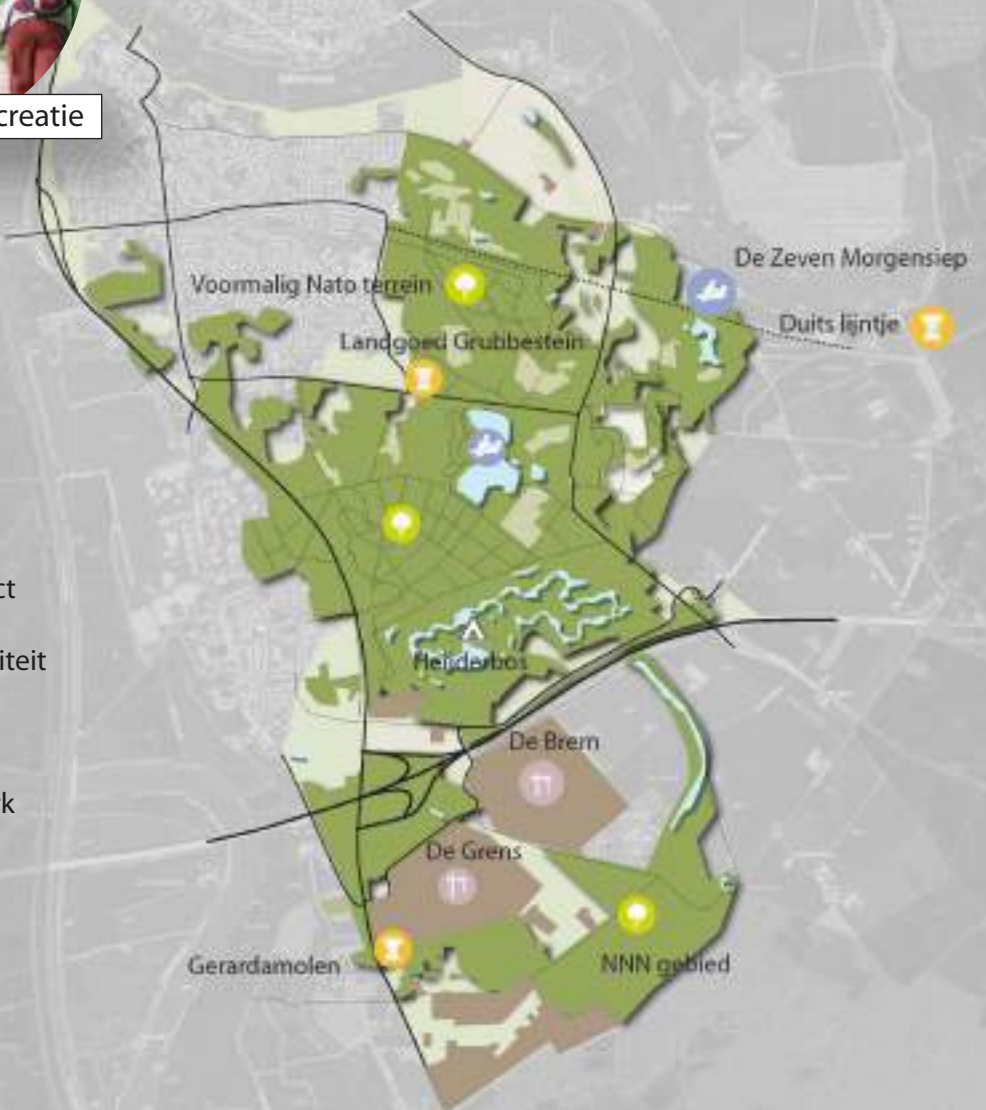 creatie
De Zeven Morgensiep
Voormalig Nato terrein
Duits lijntje
Landgoed Grubbestein
ct
iteit
Heijderbos
De Brem
rk
De Grens
Gerardamolen
NNN gebied